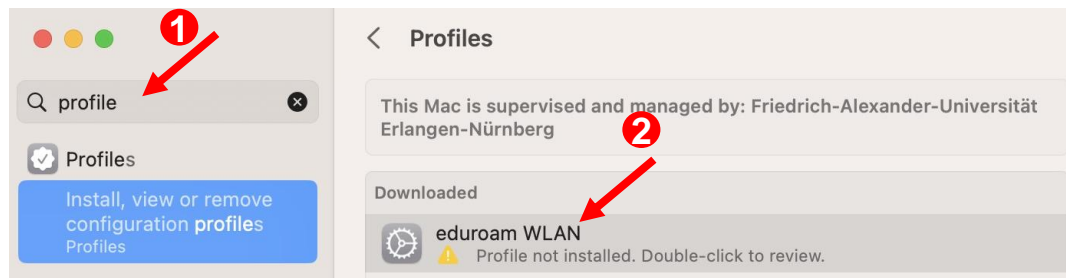 1
Profiles
profile
This Mac is supervised and managed by: Friedrich-Alexander-Universität
Erlangen-Nürnberg
2
Profiles
Install, view or remove
configuration profiles
Profiles
Downloaded
eduroam WLAN
Profile not installed. Double-click to review.